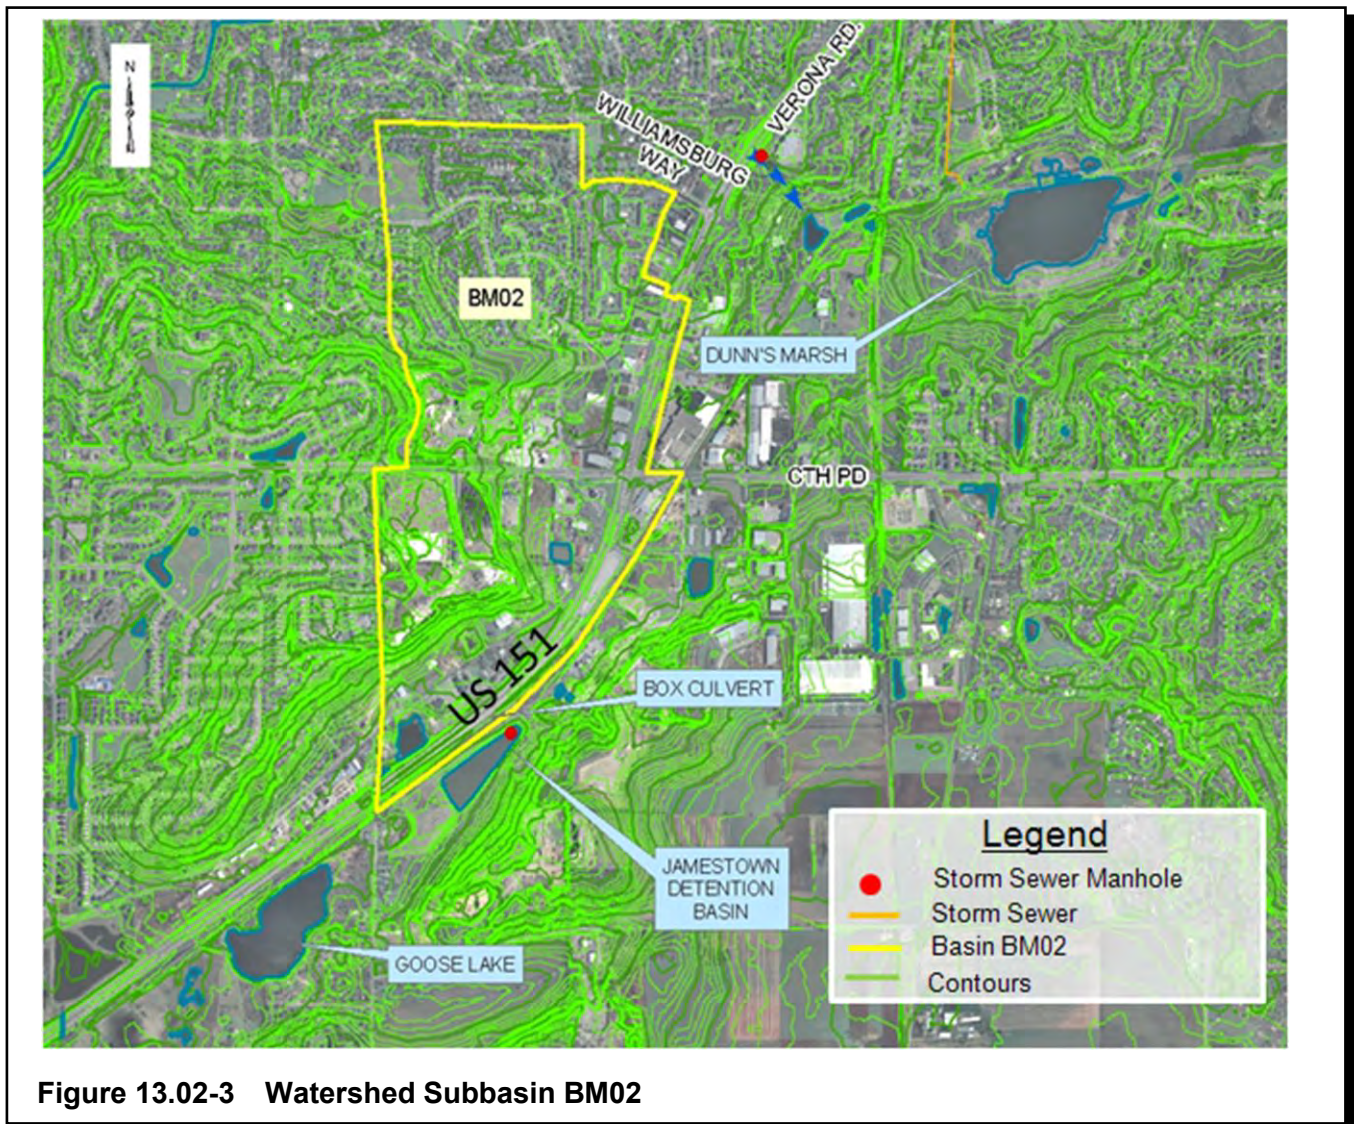 N
VERONA RD.
WILLIAMSBURG
WAY
BM02
DUNN'S MARSH
CTH PD
US 151
BOX CULVERT
JAMESTOWN
DETENTION
BASIN
GOOSE LAKE
Legend
Storm Sewer Manhole
Storm Sewer
Basin BM02
Contours
Figure 13.02-3 Watershed Subbasin BM02